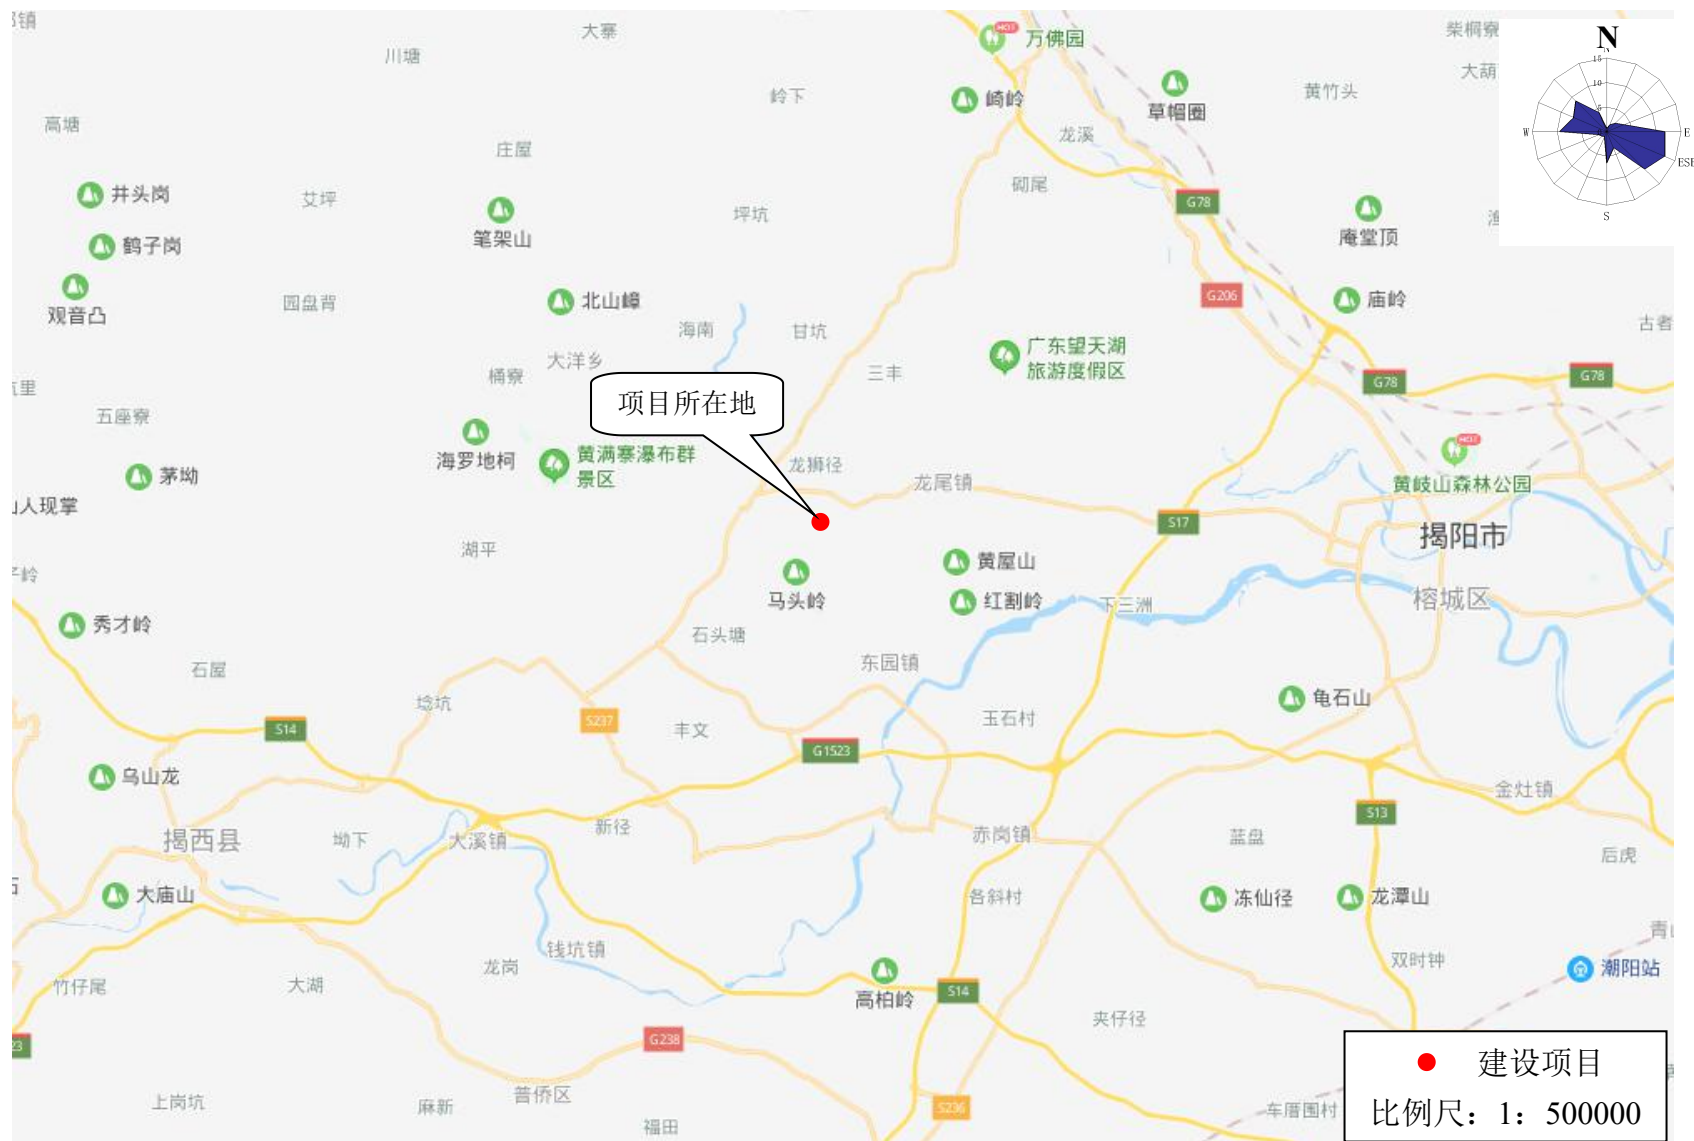 大寨
川塘
万佛园
柴桐寮
N
15
10
5
W
E
S
岭下
崎岭
草帽圈
黄竹头
大葫
高塘
龙溪
庄屋
井头岗
艾坪
笔架山
坪坑
砌尾
G78
庵堂顶
鹤子岗
观音凸
园盘背
北山嶂
海南
甘坑
G206
庙岭
古者
大洋乡
桶寮
三丰
广东望天湖
旅游度假区
G78
G78
五座寮
项目所在地
海罗地柯
黄满寨瀑布群
景区
龙狮径
龙尾镇
黄岐山森林公园
茅坳
山人现掌
S17
揭阳市
湖平
马头岭
黄屋山
红割岭
下三洲
榕城区
秀才岭
石屋
石头塘
东园镇
埝坑
S14
S237
丰文
G1523
玉石村
龟石山
乌山龙
金灶镇
揭西县
坳下
大溪镇
新径
赤岗镇
S13
蓝盘
后虎
大庙山
各斜村
冻仙径
龙潭山
钱坑镇
龙岗
竹仔尾
大湖
高柏岭
S14
双时钟
潮阳站
夹仔径
G238
上岗坑
麻新
普侨区
福田
S236
车厝围村
建设项目
比例尺：1：500000